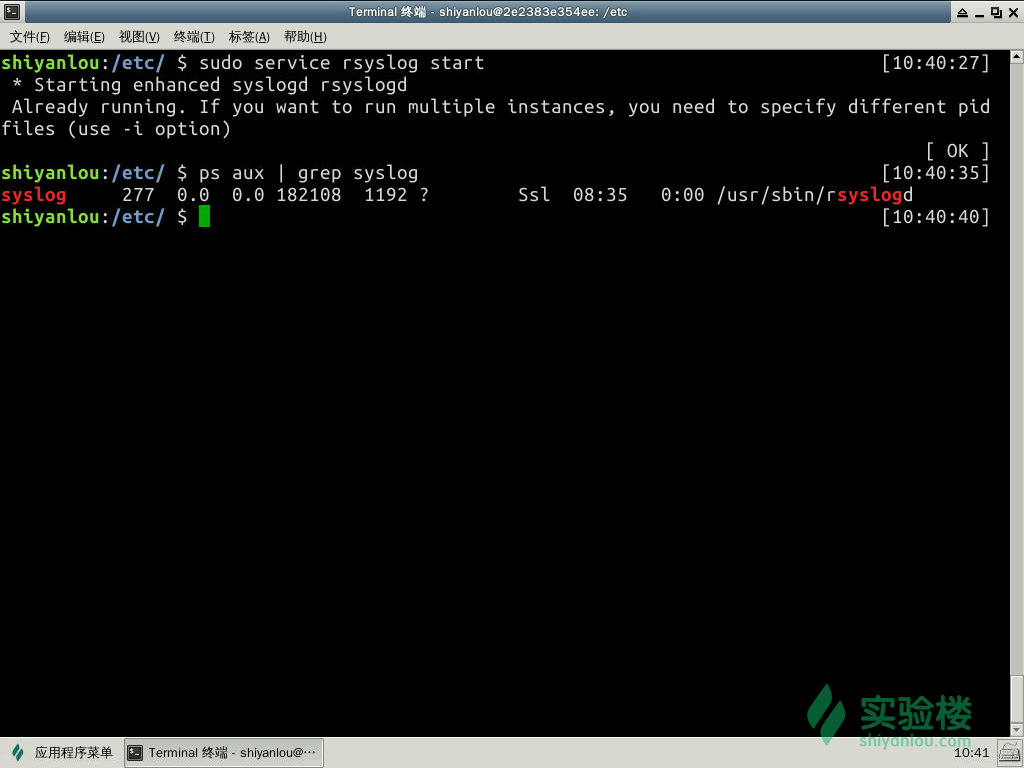 Terminal 终端 - shiyanlou@2e2383e354ee: /etc
文件(F) 编辑(E) 视图(V) 终端(T) 标签(A) 帮助(H)
shiyanlou:/etc/ $ sudo service rsyslog start [10:40:27]
* Starting enhanced syslogd rsyslogd
Already running. If you want to run multiple instances, you need to specify different pid
files (use -i option)
[ OK ]
shiyanlou:/etc/ $ ps aux | grep syslog [10:40:35]
syslog 277 0.0 0.0 182108 1192 ? Ssl 08:35 0:00 /usr/sbin/rsyslogd
shiyanlou:/etc/ $ [10:40:40]
实验楼
shiyanlou.com
应用程序菜单 Terminal 终端 - shiyanlou@⋯ 10:41